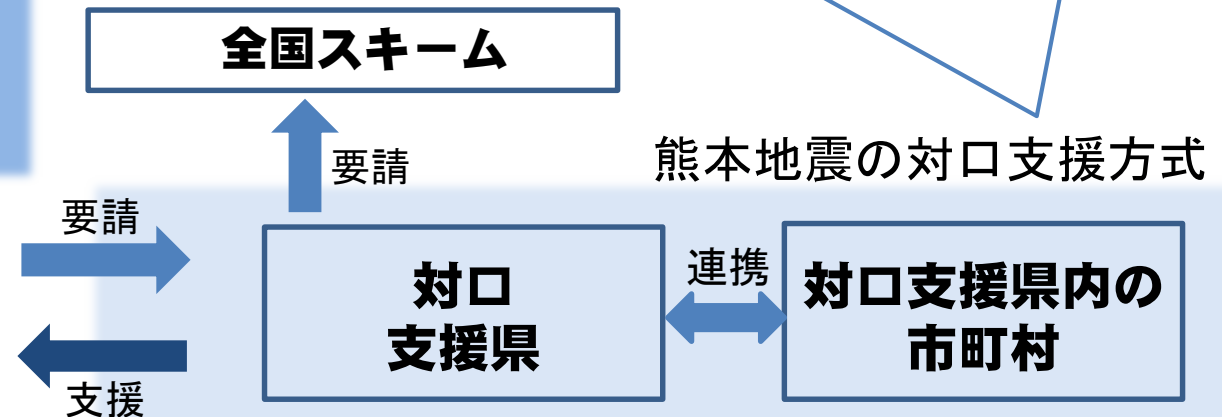 全国スキーム
要請
熊本地震の対口支援方式
要請
対口
支援県
連携
対口支援県内の
市町村
支援